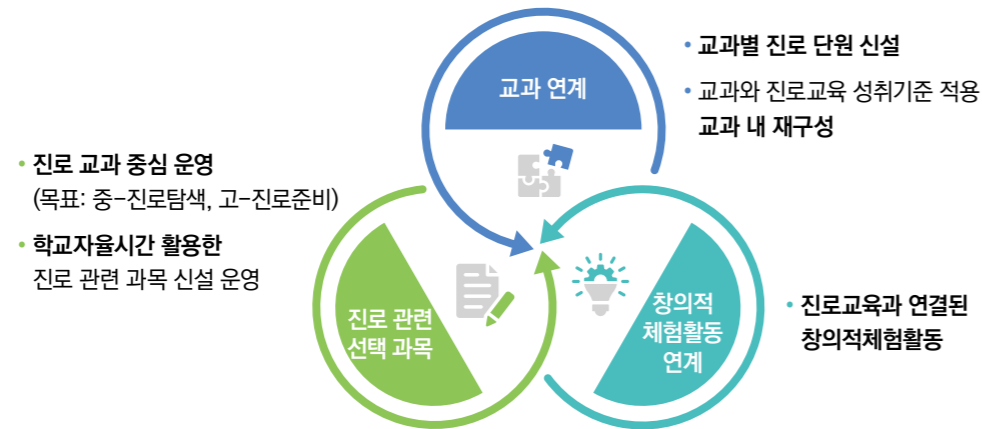 교과 연계
• 교과별 진로 단원 신설
• 교과와 진로교육 성취기준 적용
교과 내 재구성
• 진로 교과 중심 운영
(목표: 중-진로탐색, 고-진로준비)
• 학교자율시간 활용한
진로 관련 과목 신설 운영
진로 관련
선택 과목
창의적
체험활동
연계
• 진로교육과 연결된
창의적체험활동